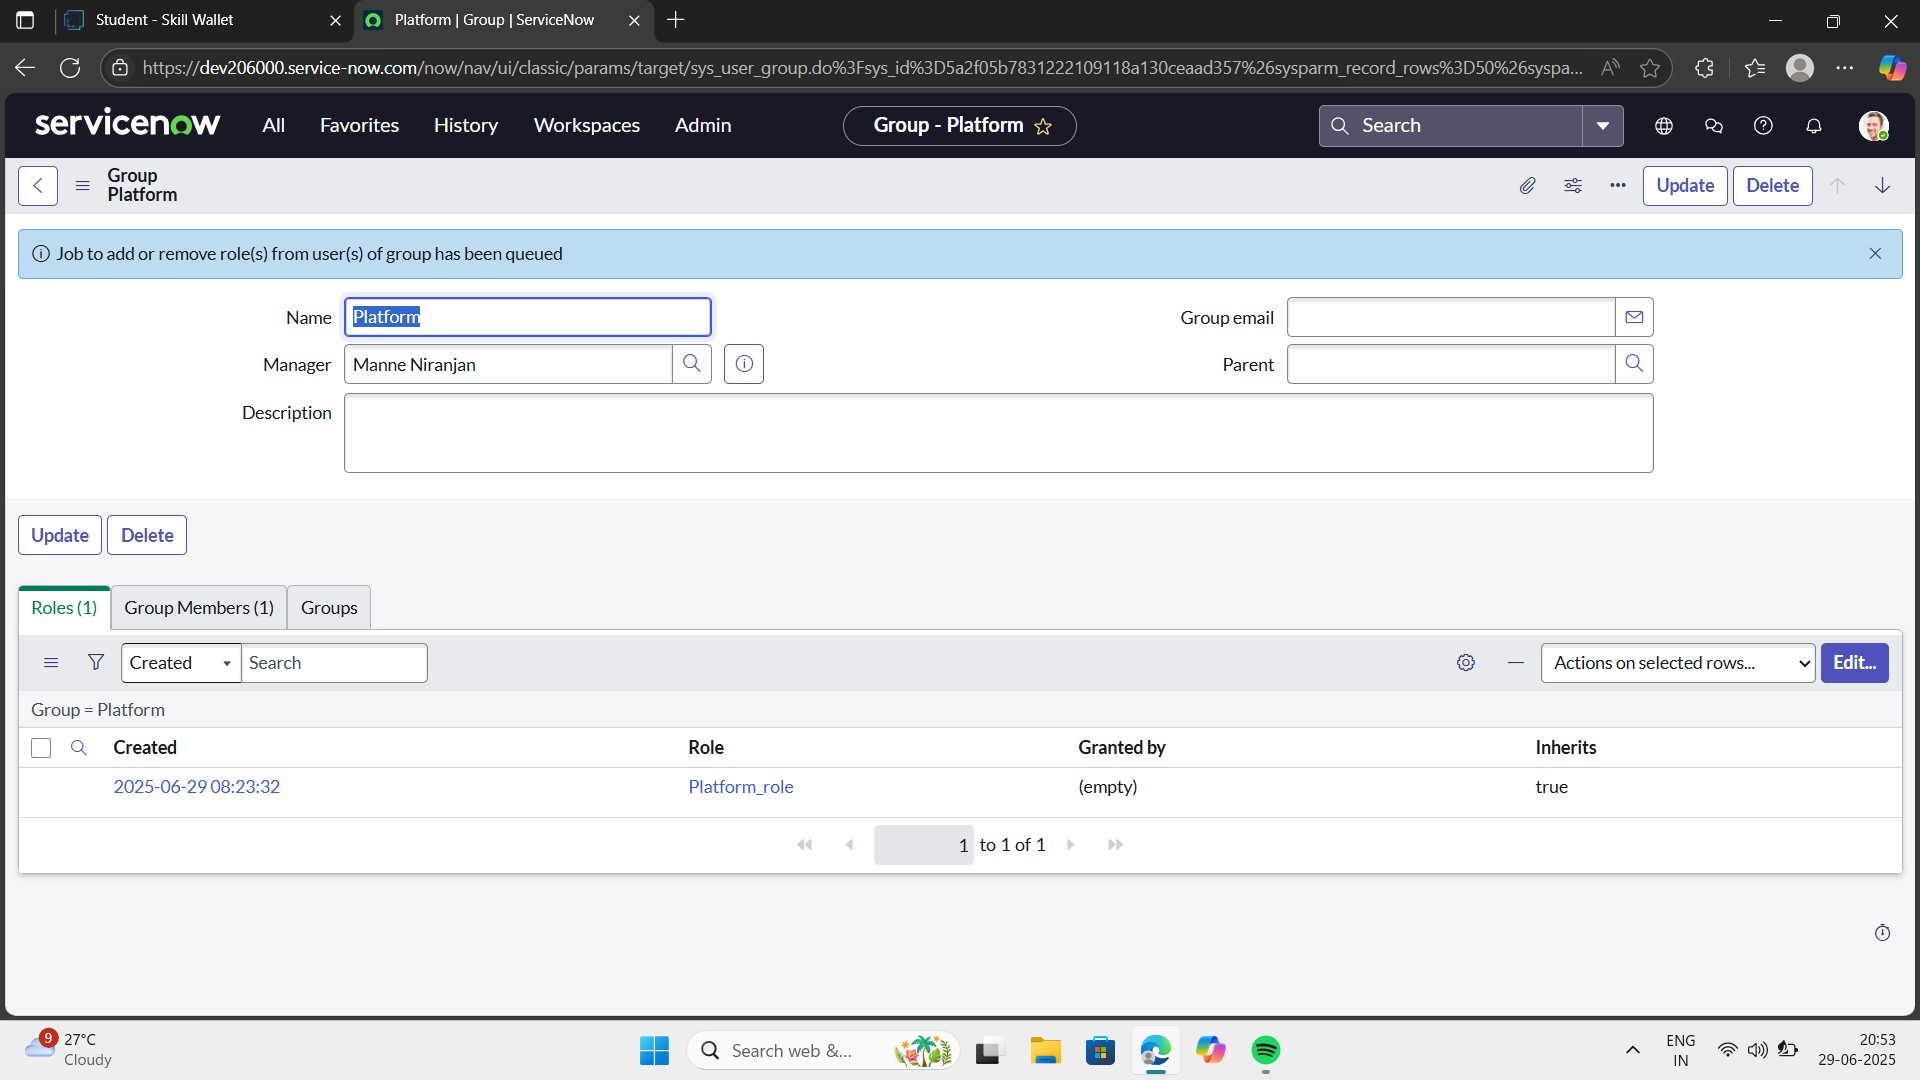 Student - Skill Wallet
Platform | Group | ServiceNow
https://dev206000.service-now.com/now/nav/ui/classic/params/target/sys_user_group.do%3Fsys_id%3D5a2f05b7831222109118a130ceaad357%26sysparm_record_rows%3D50%26syspa...
servicenow
All
Favorites
History
Workspaces
Admin
Group - Platform
Search
Group
Platform
Update
Delete
Job to add or remove role(s) from user(s) of group has been queued
Name
Platform
Group email
Manager
Manne Niranjan
Parent
Description
Update
Delete
Roles (1)
Group Members (1)
Groups
Created
Search
Actions on selected rows...
Edit...
Group = Platform
Created
Role
Granted by
Inherits
2025-06-29 08:23:32
Platform_role
(empty)
true
1 to 1 of 1
9
27°C
Cloudy
Search web &...
ENG
IN
20:53
29-06-2025